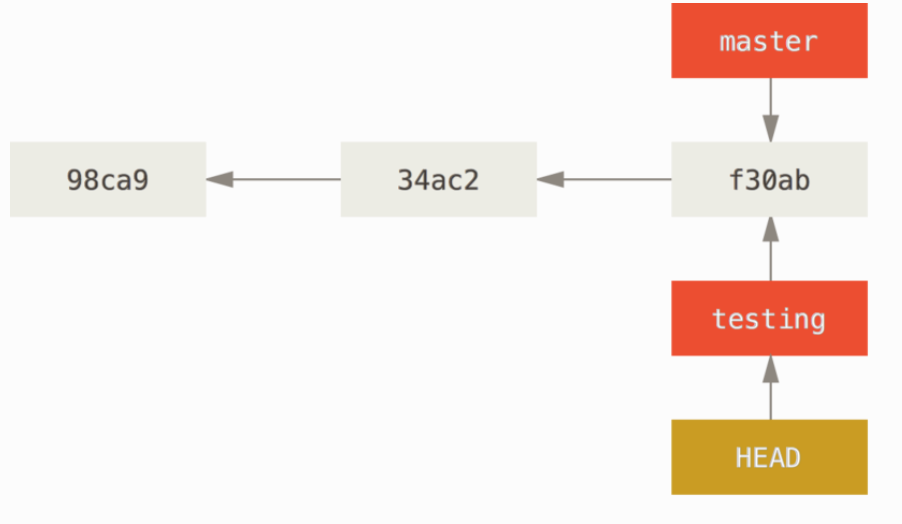 master
98ca9
34ac2
f30ab
testing
HEAD